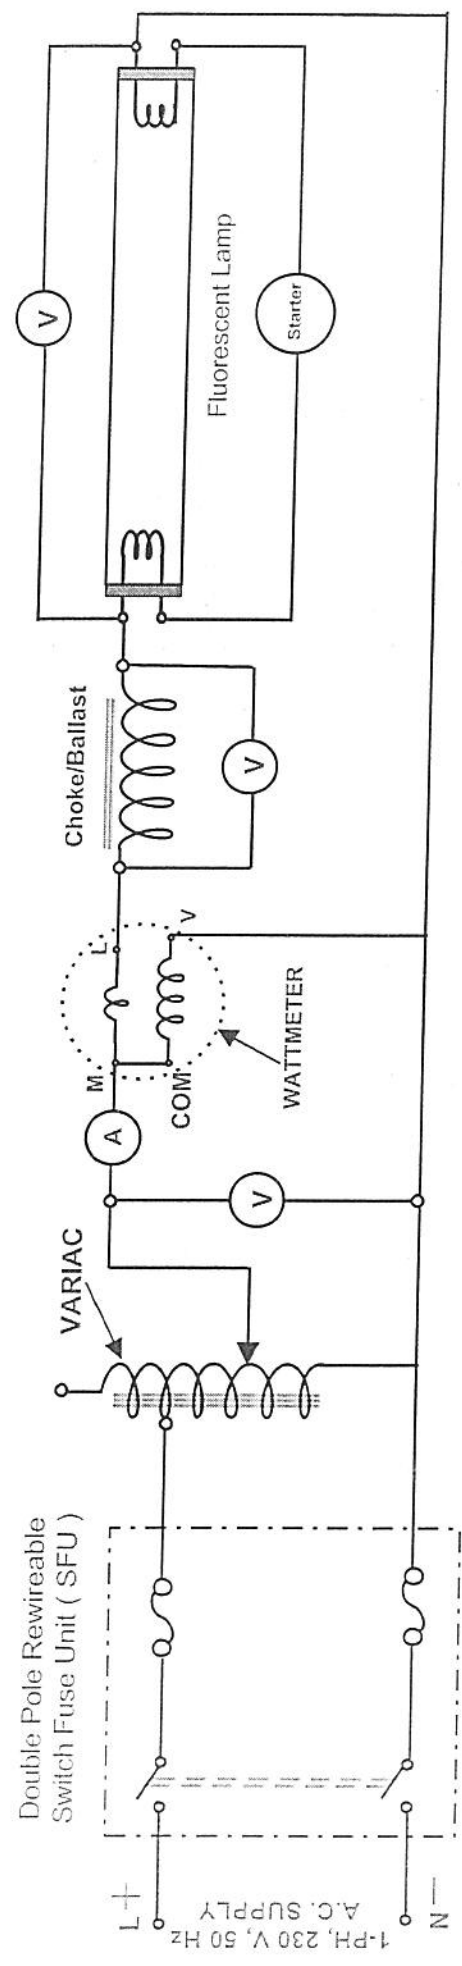 Double Pole Rewireable
Switch Fuse Unit ( SFU )
L +
1-PH, 230 V, 50 Hz
A.C. SUPPLY
N —
VARIAC
V
A
M
L
COM
V
WATTMETER
Choke/Ballast
V
V
Fluorescent Lamp
Starter